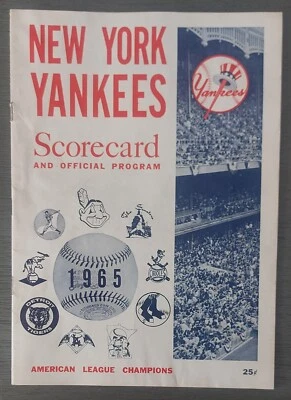 NEW YORK
YANKEES
Yankees
Scorecard
AND OFFICIAL PROGRAM
1965
DETROIT
TIGERS
AMERICAN LEAGUE CHAMPIONS
25¢